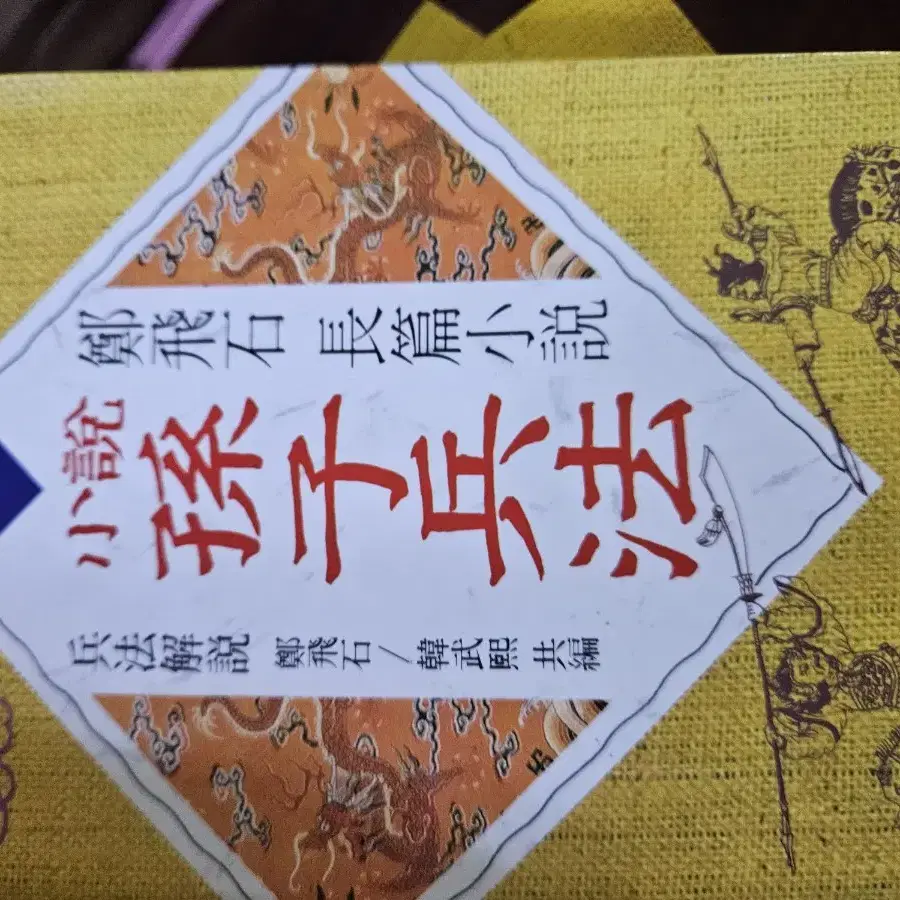 鄭飛石 長篇小說
小說 孫子兵法
兵法解說 鄭飛石/韓武熙 共編